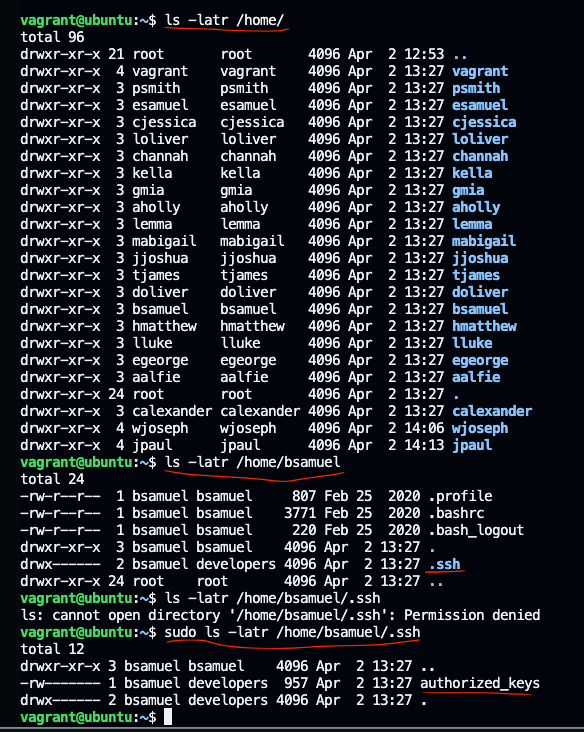 vagrant@ubuntu:~$ ls -latr /home/
total 96
drwxr-xr-x 21 root       root       4096 Apr  2 12:53 ..
drwxr-xr-x  4 vagrant    vagrant    4096 Apr  2 13:27 vagrant
drwxr-xr-x  3 psmith     psmith     4096 Apr  2 13:27 psmith
drwxr-xr-x  3 esamuel    esamuel    4096 Apr  2 13:27 esamuel
drwxr-xr-x  3 cjessica   cjessica   4096 Apr  2 13:27 cjessica
drwxr-xr-x  3 loliver    loliver    4096 Apr  2 13:27 loliver
drwxr-xr-x  3 channah    channah    4096 Apr  2 13:27 channah
drwxr-xr-x  3 kella      kella      4096 Apr  2 13:27 kella
drwxr-xr-x  3 gmia       gmia       4096 Apr  2 13:27 gmia
drwxr-xr-x  3 aholly     aholly     4096 Apr  2 13:27 aholly
drwxr-xr-x  3 lemma      lemma      4096 Apr  2 13:27 lemma
drwxr-xr-x  3 mabigail   mabigail   4096 Apr  2 13:27 mabigail
drwxr-xr-x  3 jjoshua    jjoshua    4096 Apr  2 13:27 jjoshua
drwxr-xr-x  3 tjames     tjames     4096 Apr  2 13:27 tjames
drwxr-xr-x  3 doliver    doliver    4096 Apr  2 13:27 doliver
drwxr-xr-x  3 bsamuel    bsamuel    4096 Apr  2 13:27 bsamuel
drwxr-xr-x  3 hmatthew   hmatthew   4096 Apr  2 13:27 hmatthew
drwxr-xr-x  3 lluke      lluke      4096 Apr  2 13:27 lluke
drwxr-xr-x  3 egeorge    egeorge    4096 Apr  2 13:27 egeorge
drwxr-xr-x  3 aalfie     aalfie     4096 Apr  2 13:27 aalfie
drwxr-xr-x 24 root       root       4096 Apr  2 13:27 .
drwxr-xr-x  3 calexander calexander 4096 Apr  2 13:27 calexander
drwxr-xr-x  4 wjoseph    wjoseph    4096 Apr  2 14:06 wjoseph
drwxr-xr-x  4 jpaul      jpaul      4096 Apr  2 14:13 jpaul
vagrant@ubuntu:~$ ls -latr /home/bsamuel
total 24
-rw-r--r--  1 bsamuel bsamuel     807 Feb 25  2020 .profile
-rw-r--r--  1 bsamuel bsamuel    3771 Feb 25  2020 .bashrc
-rw-r--r--  1 bsamuel bsamuel     220 Feb 25  2020 .bash_logout
drwxr-xr-x  3 bsamuel bsamuel    4096 Apr  2 13:27 .
drwx------  2 bsamuel developers 4096 Apr  2 13:27 .ssh
drwxr-xr-x 24 root    root       4096 Apr  2 13:27 ..
vagrant@ubuntu:~$ ls -latr /home/bsamuel/.ssh
ls: cannot open directory '/home/bsamuel/.ssh': Permission denied
vagrant@ubuntu:~$ sudo ls -latr /home/bsamuel/.ssh
total 12
drwxr-xr-x 3 bsamuel bsamuel    4096 Apr  2 13:27 ..
-rw------- 1 bsamuel developers  957 Apr  2 13:27 authorized_keys
drwx------ 2 bsamuel developers 4096 Apr  2 13:27 .
vagrant@ubuntu:~$